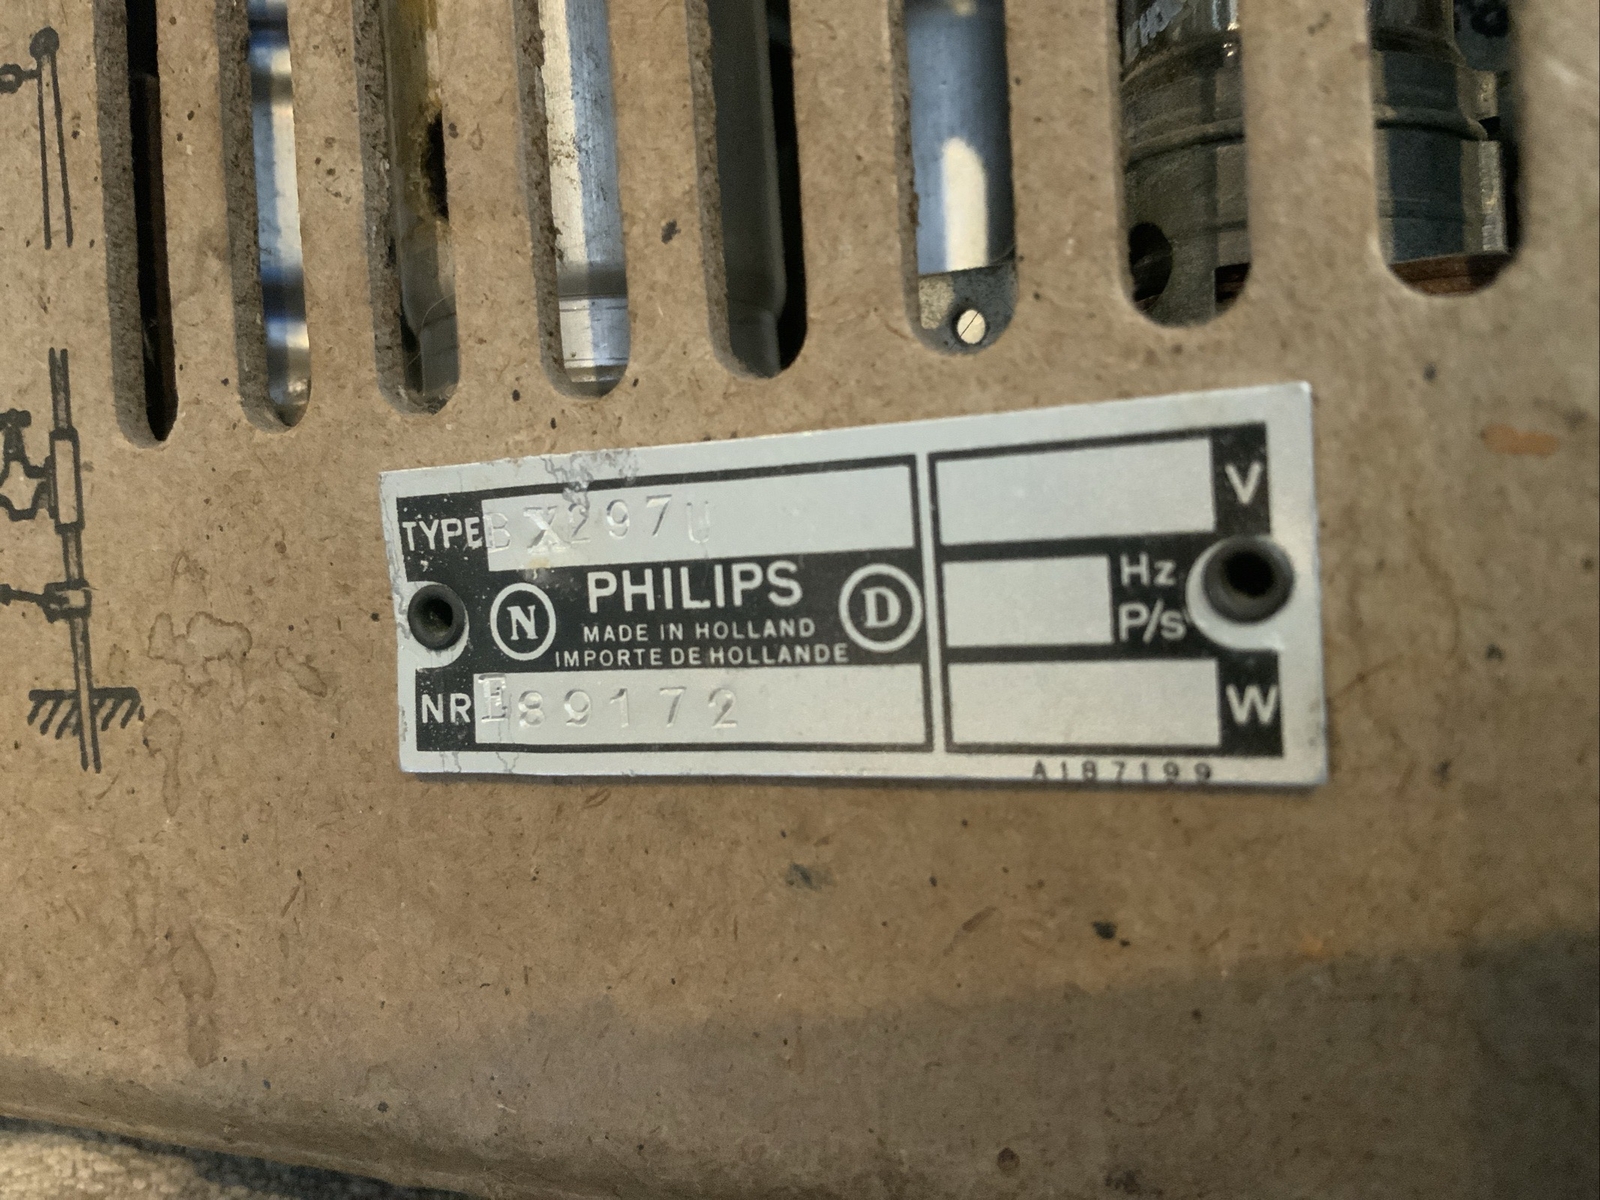 TYPE BX297U
V
N PHILIPS D
MADE IN HOLLAND
IMPORTE DE HOLLANDE
Hz
P/s
NR E89172
W
A187199